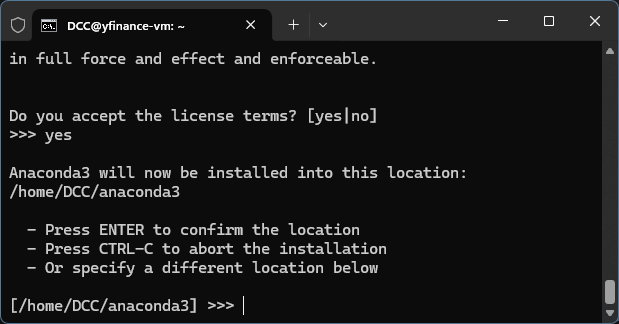 DCC@yfinance-vm: ~
in full force and effect and enforceable.
Do you accept the license terms? [yes|no]
>>> yes
Anaconda3 will now be installed into this location:
/home/DCC/anaconda3
- Press ENTER to confirm the location
- Press CTRL-C to abort the installation
- Or specify a different location below
[/home/DCC/anaconda3] >>>